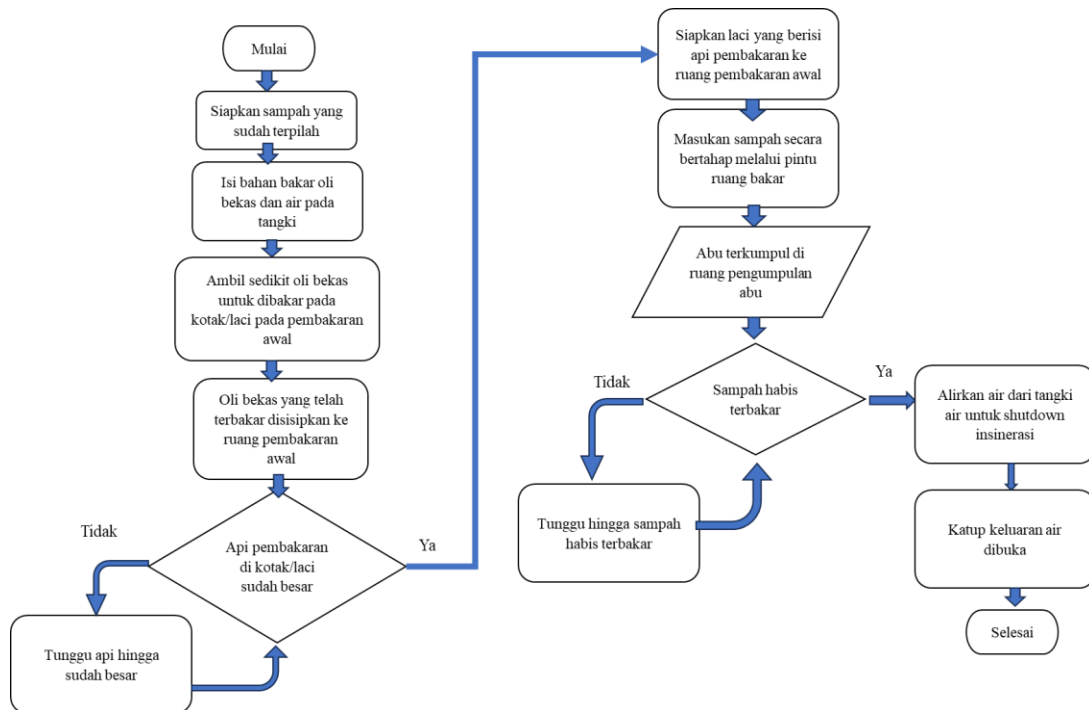 Mulai
Siapkan sampah yang
sudah terpilah
Isi bahan bakar oli
bekas dan air pada
tangki
Ambil sedikit oli bekas
untuk dibakar pada
kotak/laci pada pembakaran
awal
Oli bekas yang telah
terbakar disisipkan ke
ruang pembakaran
awal
Api pembakaran
di kotak/laci
sudah besar
Tidak
Ya
Tunggu api hingga
sudah besar
Siapkan laci yang berisi
api pembakaran ke
ruang pembakaran awal
Masukan sampah secara
bertahap melalui pintu
ruang bakar
Abu terkumpul di
ruang pengumpulan
abu
Sampah habis
terbakar
Tidak
Ya
Tunggu hingga sampah
habis terbakar
Alirkan air dari tangki
air untuk shutdown
insinerasi
Katup keluaran air
dibuka
Selesai